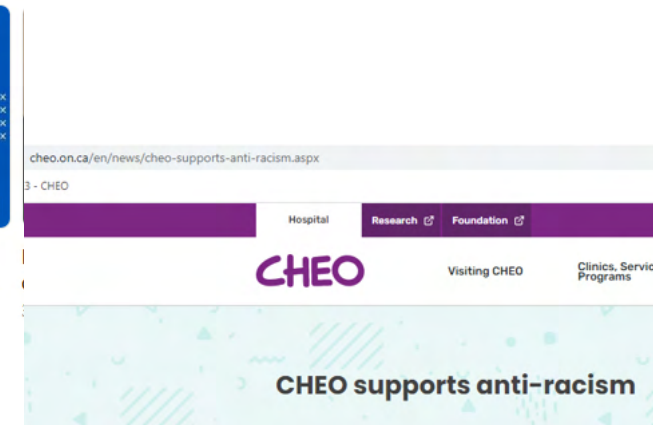 cheo.on.ca/en/news/cheo-supports-anti-racism.aspx
3 - CHEO
Hospital Research Foundation
CHEO Visiting CHEO Clinics, Servic
Programs
CHEO supports anti-racism